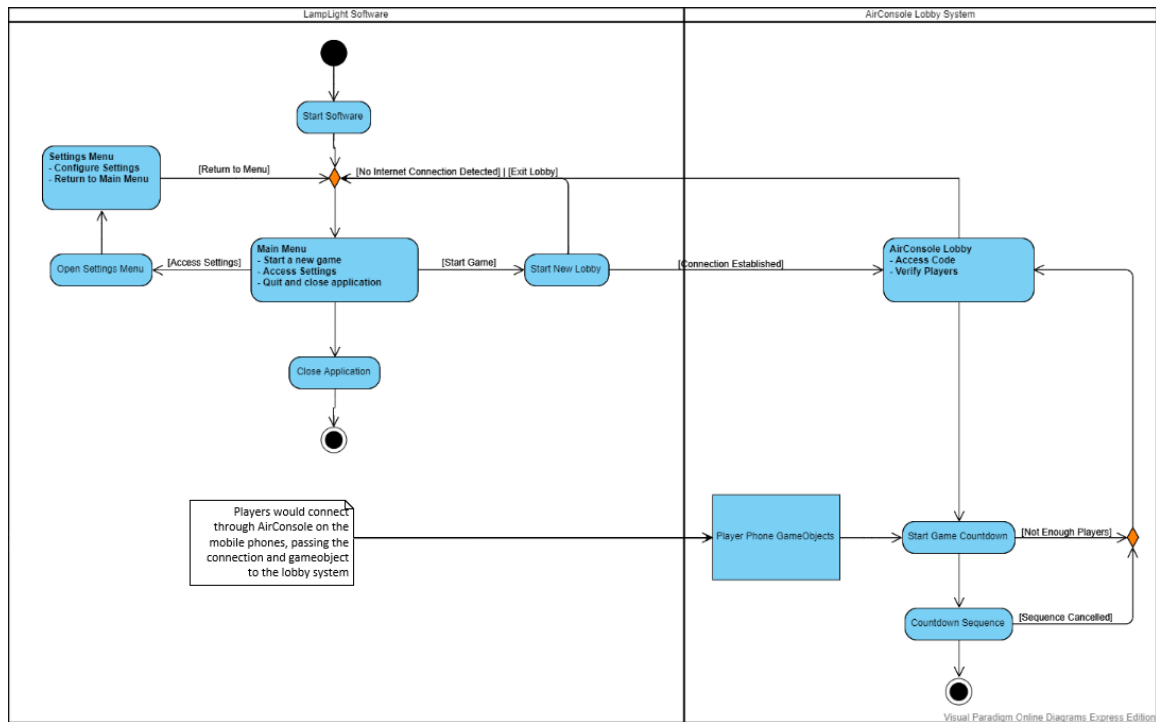 LampLight Software
AirConsole Lobby System
Start Software
Settings Menu
- Configure Settings
- Return to Main Menu
[Return to Menu]
[No Internet Connection Detected] | [Exit Lobby]
Open Settings Menu
[Access Settings]
Main Menu
- Start a new game
- Access Settings
- Quit and close application
[Start Game]
Start New Lobby
[Connection Established]
AirConsole Lobby
- Access Code
- Verify Players
Close Application
Players would connect
through AirConsole on the
mobile phones, passing the
connection and gameobject
to the lobby system
Player Phone GameObjects
Start Game Countdown
[Not Enough Players]
Countdown Sequence
[Sequence Cancelled]
Visual Paradigm Online Diagrams Express Edition